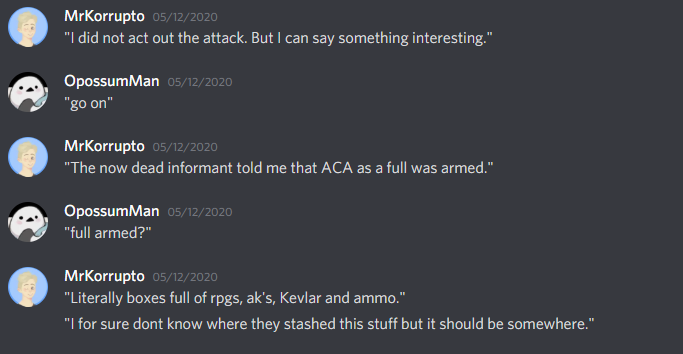 MrKorrupto 05/12/2020
"I did not act out the attack. But I can say something interesting."
OpossumMan 05/12/2020
"go on"
MrKorrupto 05/12/2020
"The now dead informant told me that ACA as a full was armed."
OpossumMan 05/12/2020
"full armed?"
MrKorrupto 05/12/2020
"Literally boxes full of rpgs, ak's, Kevlar and ammo."
"I for sure dont know where they stashed this stuff but it should be somewhere."